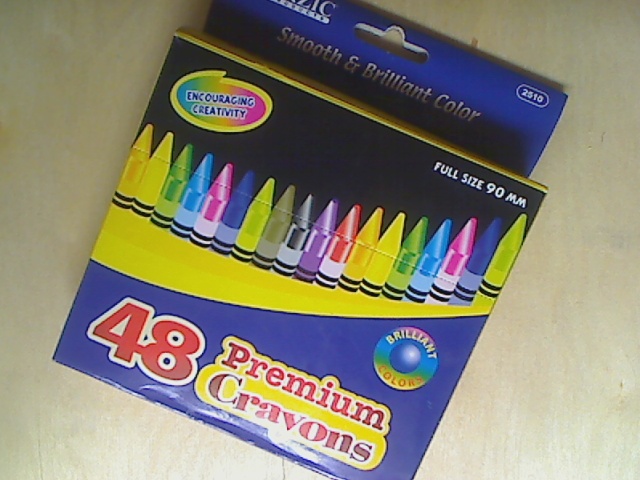 Smooth & Brilliant Color
2510
ENCOURAGING
CREATIVITY
FULL SIZE 90 MM
BRILLIANT
COLORS
48
Premium
Crayons